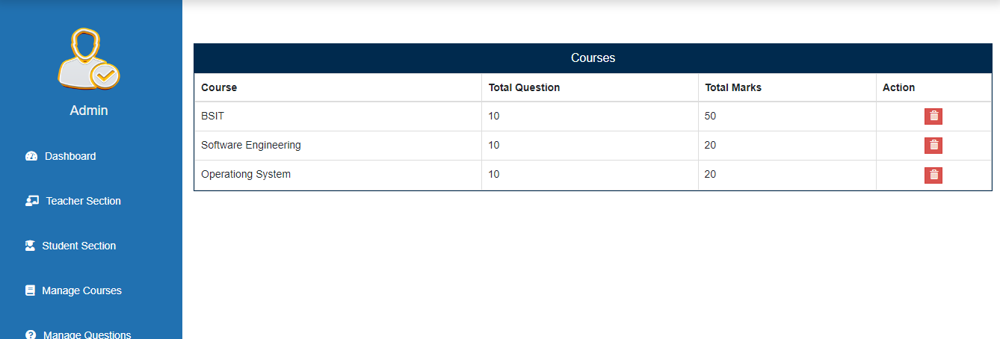 Admin
Dashboard
Teacher Section
Student Section
Manage Courses
Manage Questions
Courses
Course Total Question Total Marks Action
BSIT 10 50
Software Engineering 10 20
Operationg System 10 20